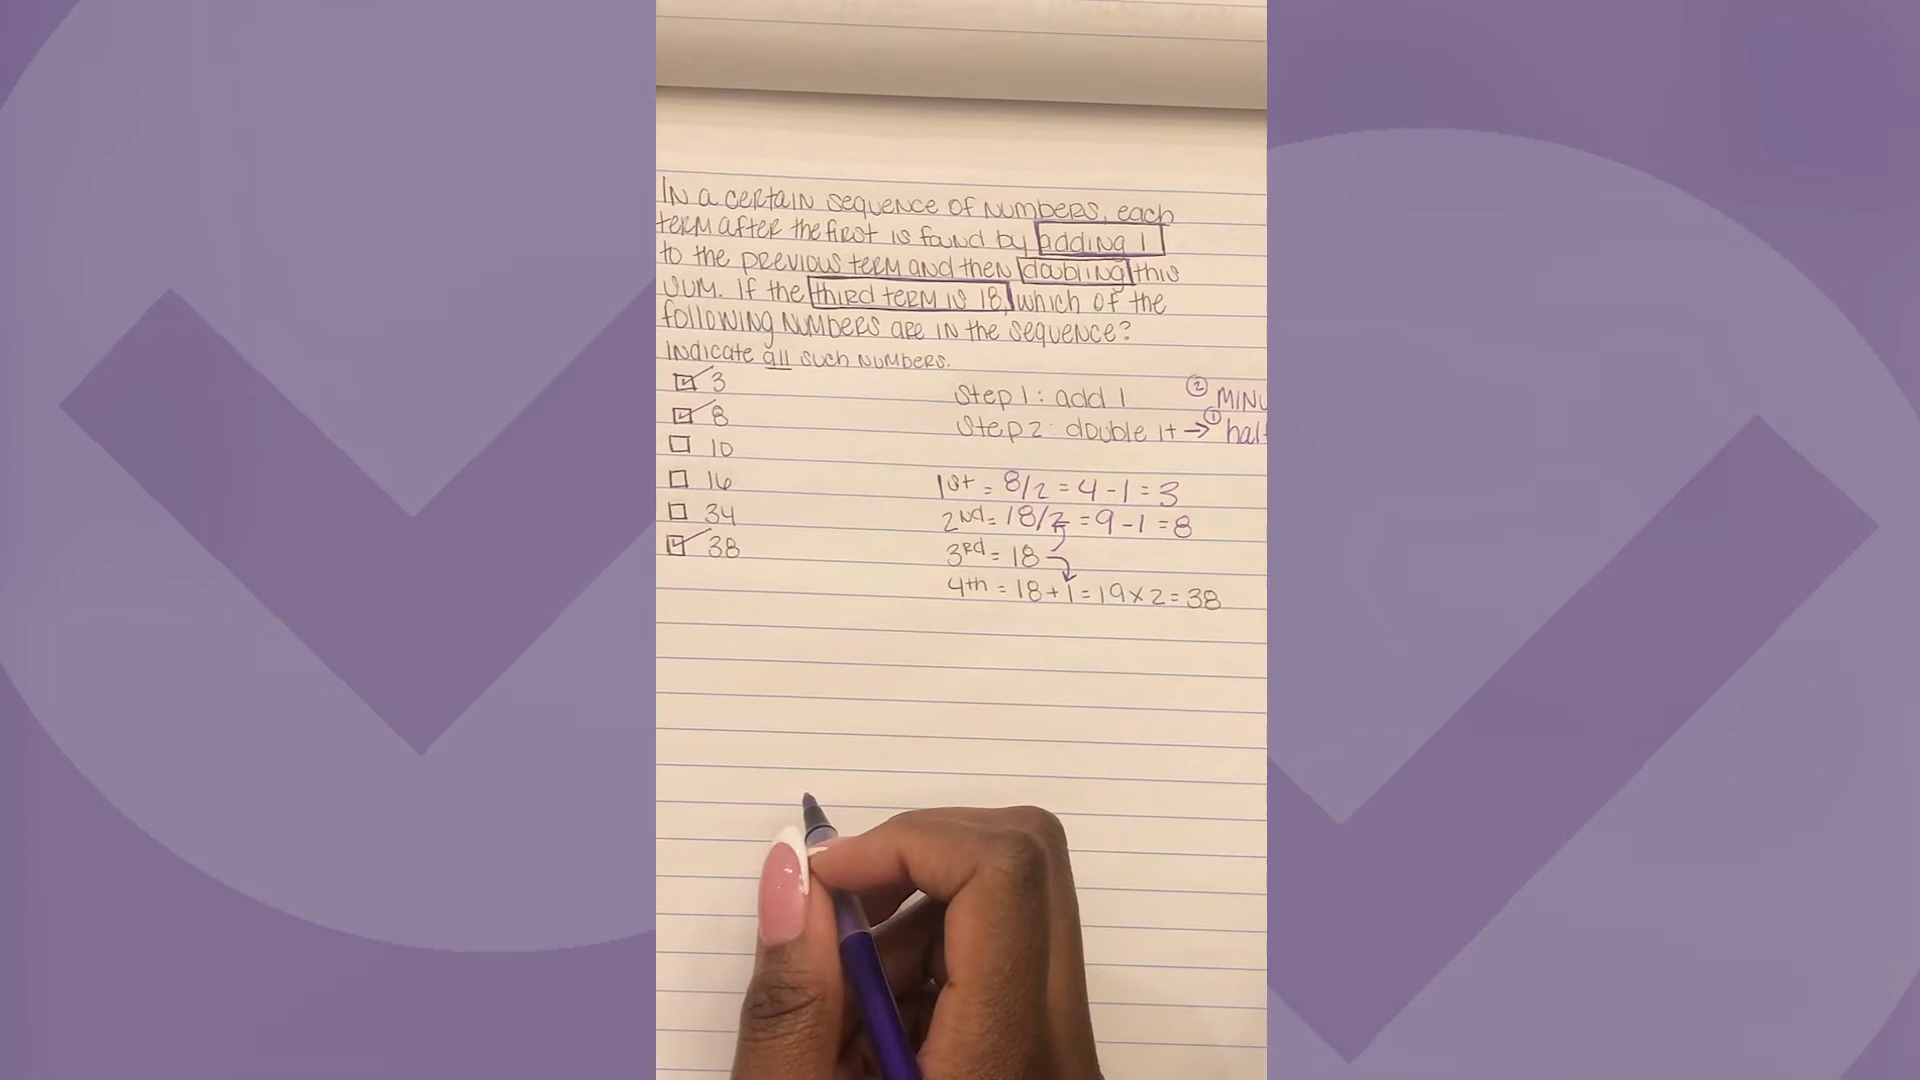 In a certain sequence of numbers, each
term after the first is found by adding 1
to the previous term and then doubling this
sum. If the third term is 18, which of the
following numbers are in the sequence?
Indicate all such numbers.
3
8
10
16
34
38
Step 1: add 1
② MINU
Step 2: double it → ① hal
1st = 8/2 = 4 - 1 = 3
2nd = 18/2 = 9 - 1 = 8
3rd = 18
4th = 18 + 1 = 19 x 2 = 38